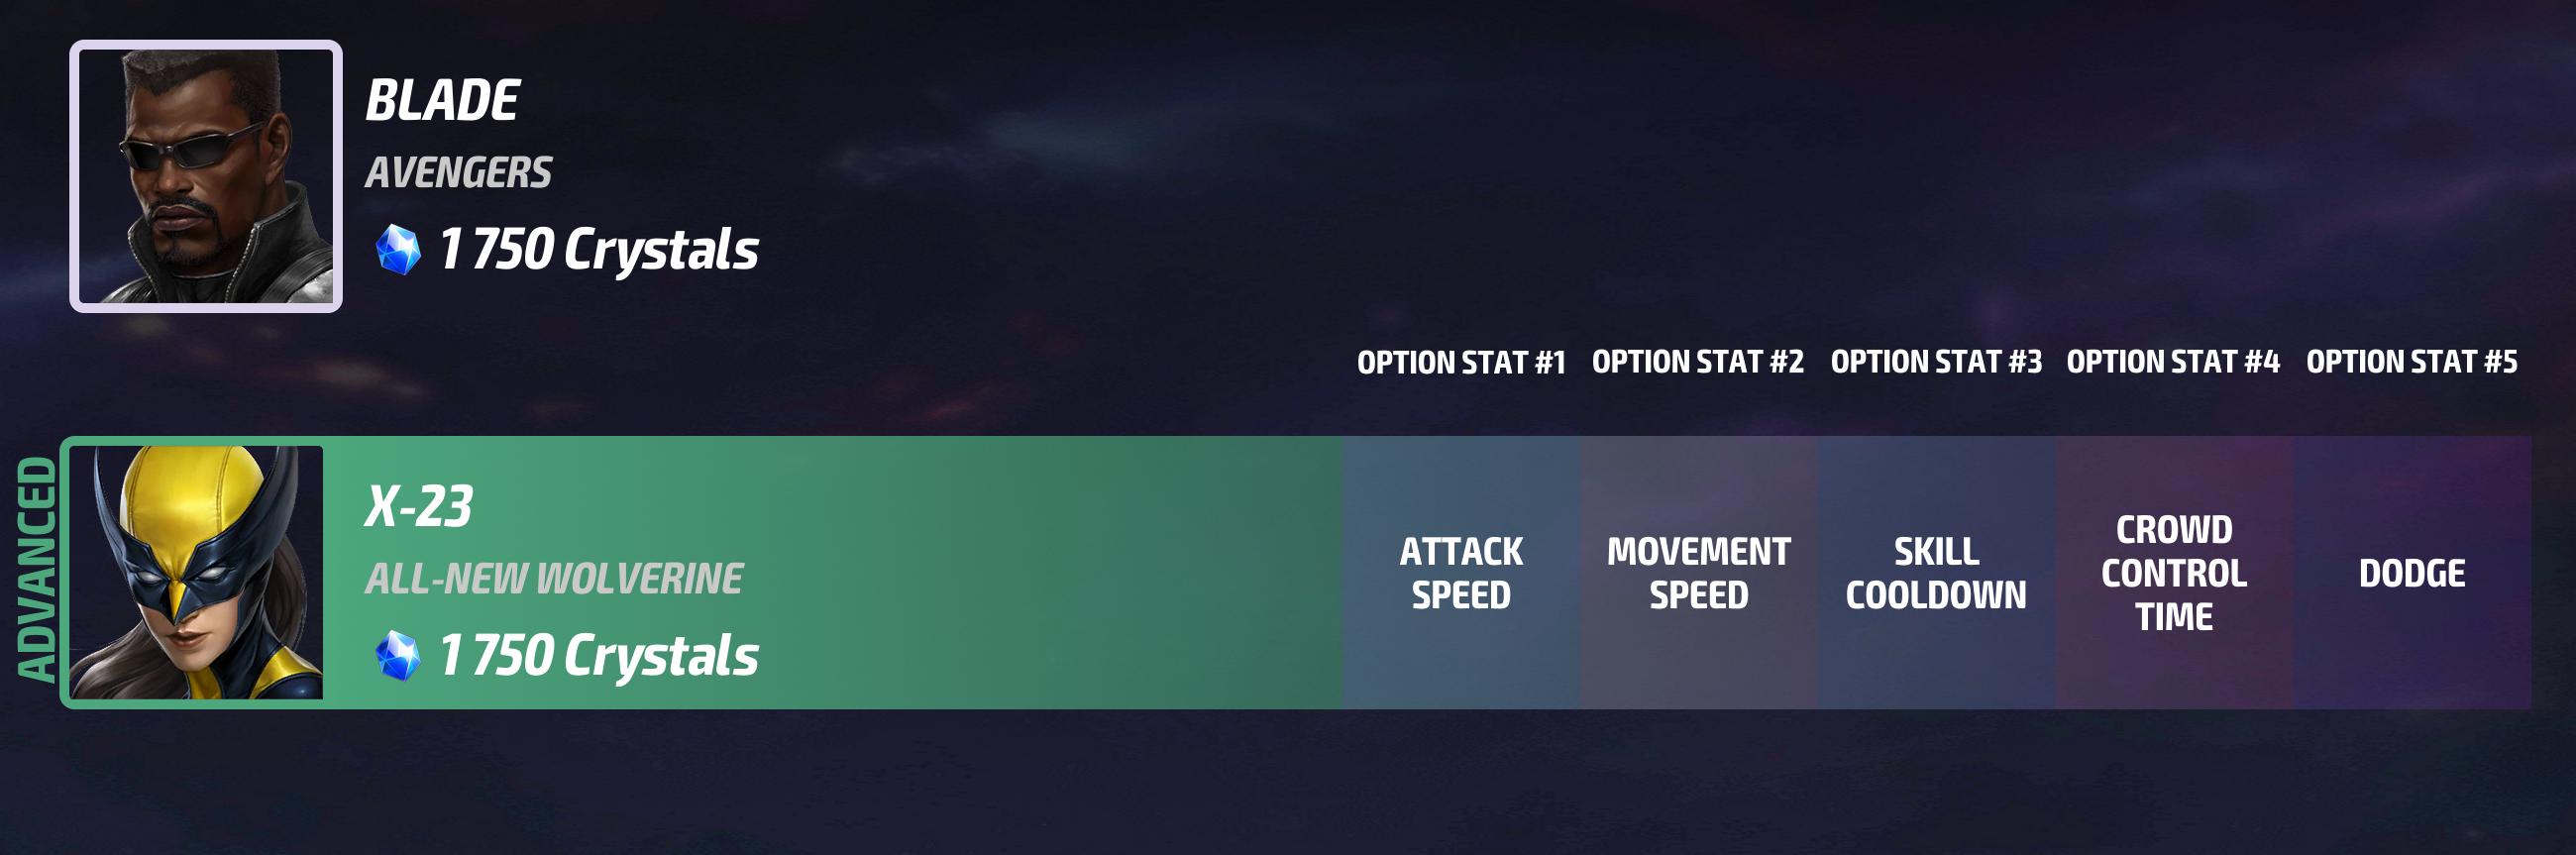 BLADE
AVENGERS
1 750 Crystals
OPTION STAT #1
OPTION STAT #2
OPTION STAT #3
OPTION STAT #4
OPTION STAT #5
ADVANCED
X-23
ALL-NEW WOLVERINE
1 750 Crystals
ATTACK
SPEED
MOVEMENT
SPEED
SKILL
COOLDOWN
CROWD
CONTROL
TIME
DODGE